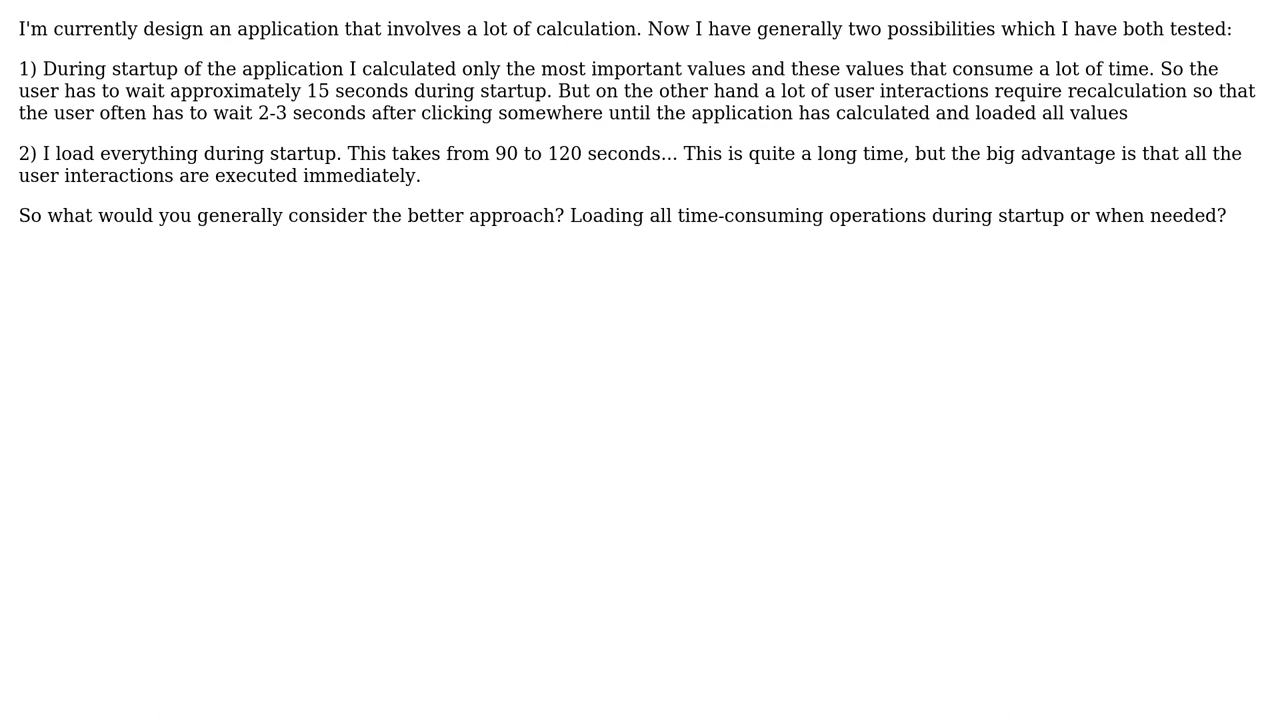 I'm currently design an application that involves a lot of calculation. Now I have generally two possibilities which I have both tested:
1) During startup of the application I calculated only the most important values and these values that consume a lot of time. So the
user has to wait approximately 15 seconds during startup. But on the other hand a lot of user interactions require recalculation so that
the user often has to wait 2-3 seconds after clicking somewhere until the application has calculated and loaded all values
2) I load everything during startup. This takes from 90 to 120 seconds... This is quite a long time, but the big advantage is that all the
user interactions are executed immediately.
So what would you generally consider the better approach? Loading all time-consuming operations during startup or when needed?